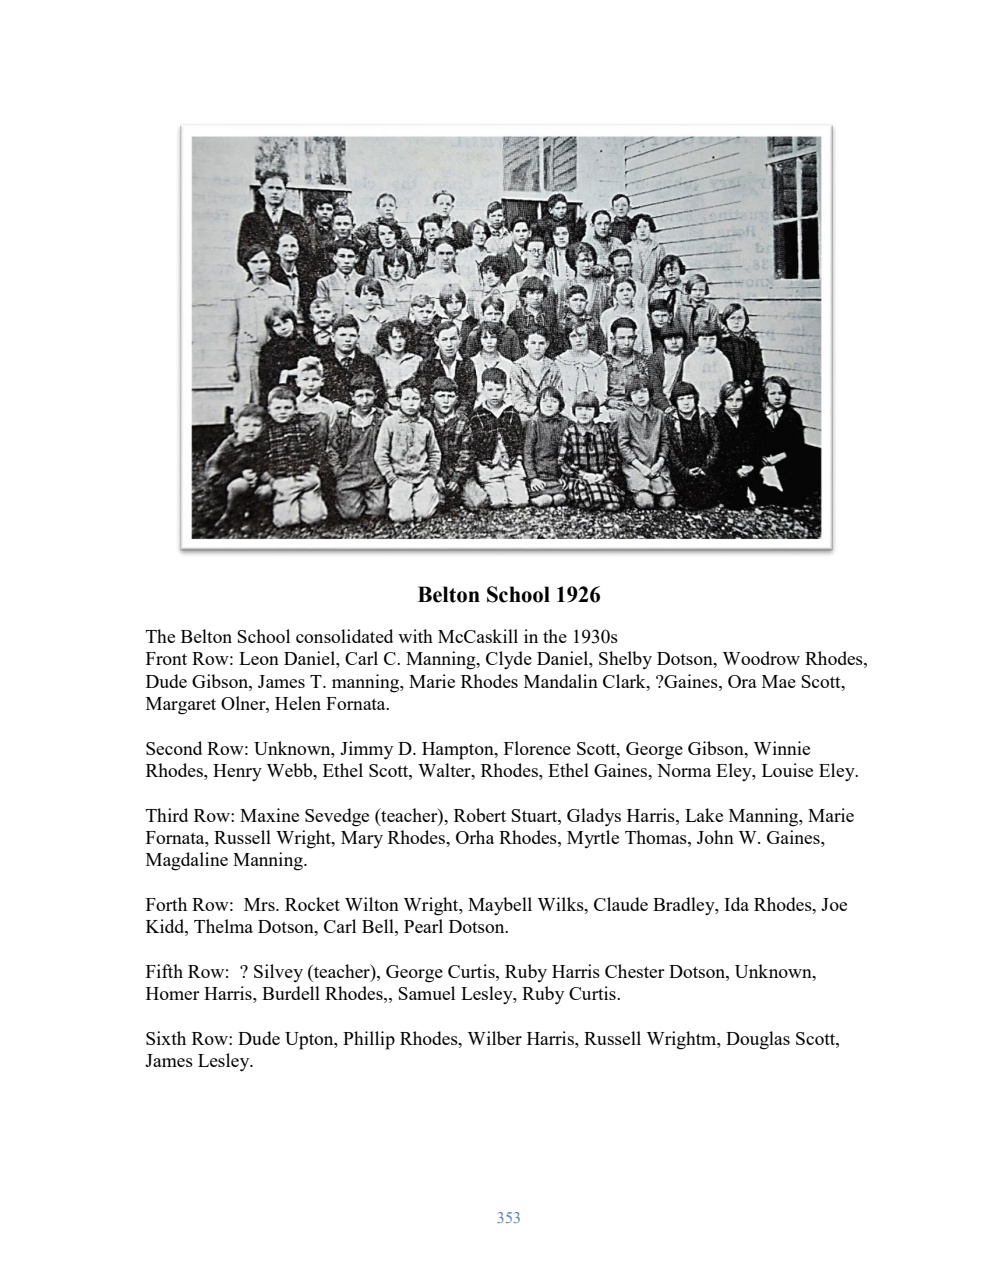 Belton School 1926
The Belton School consolidated with McCaskill in the 1930s
Front Row: Leon Daniel, Carl C. Manning, Clyde Daniel, Shelby Dotson, Woodrow Rhodes,
Dude Gibson, James T. manning, Marie Rhodes Mandalin Clark, ?Gaines, Ora Mae Scott,
Margaret Olner, Helen Fornata.
Second Row: Unknown, Jimmy D. Hampton, Florence Scott, George Gibson, Winnie
Rhodes, Henry Webb, Ethel Scott, Walter, Rhodes, Ethel Gaines, Norma Eley, Louise Eley.
Third Row: Maxine Sevedge (teacher), Robert Stuart, Gladys Harris, Lake Manning, Marie
Fornata, Russell Wright, Mary Rhodes, Orha Rhodes, Myrtle Thomas, John W. Gaines,
Magdaline Manning.
Forth Row:  Mrs. Rocket Wilton Wright, Maybell Wilks, Claude Bradley, Ida Rhodes, Joe
Kidd, Thelma Dotson, Carl Bell, Pearl Dotson.
Fifth Row:  ? Silvey (teacher), George Curtis, Ruby Harris Chester Dotson, Unknown,
Homer Harris, Burdell Rhodes,, Samuel Lesley, Ruby Curtis.
Sixth Row: Dude Upton, Phillip Rhodes, Wilber Harris, Russell Wrightm, Douglas Scott,
James Lesley.
353